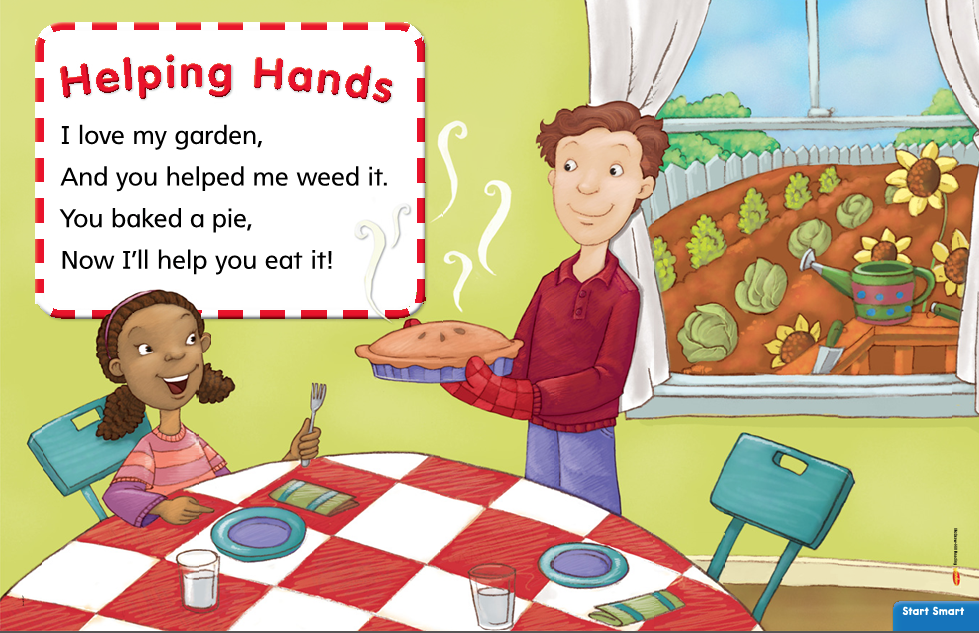 Helping Hands
I love my garden,
And you helped me weed it.
You baked a pie,
Now I'll help you eat it!
Start Smart